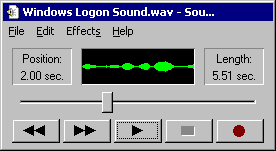 Windows Logon Sound.wav - Sou...
File Edit Effects Help
Position: Length:
2.00 sec. 5.51 sec.